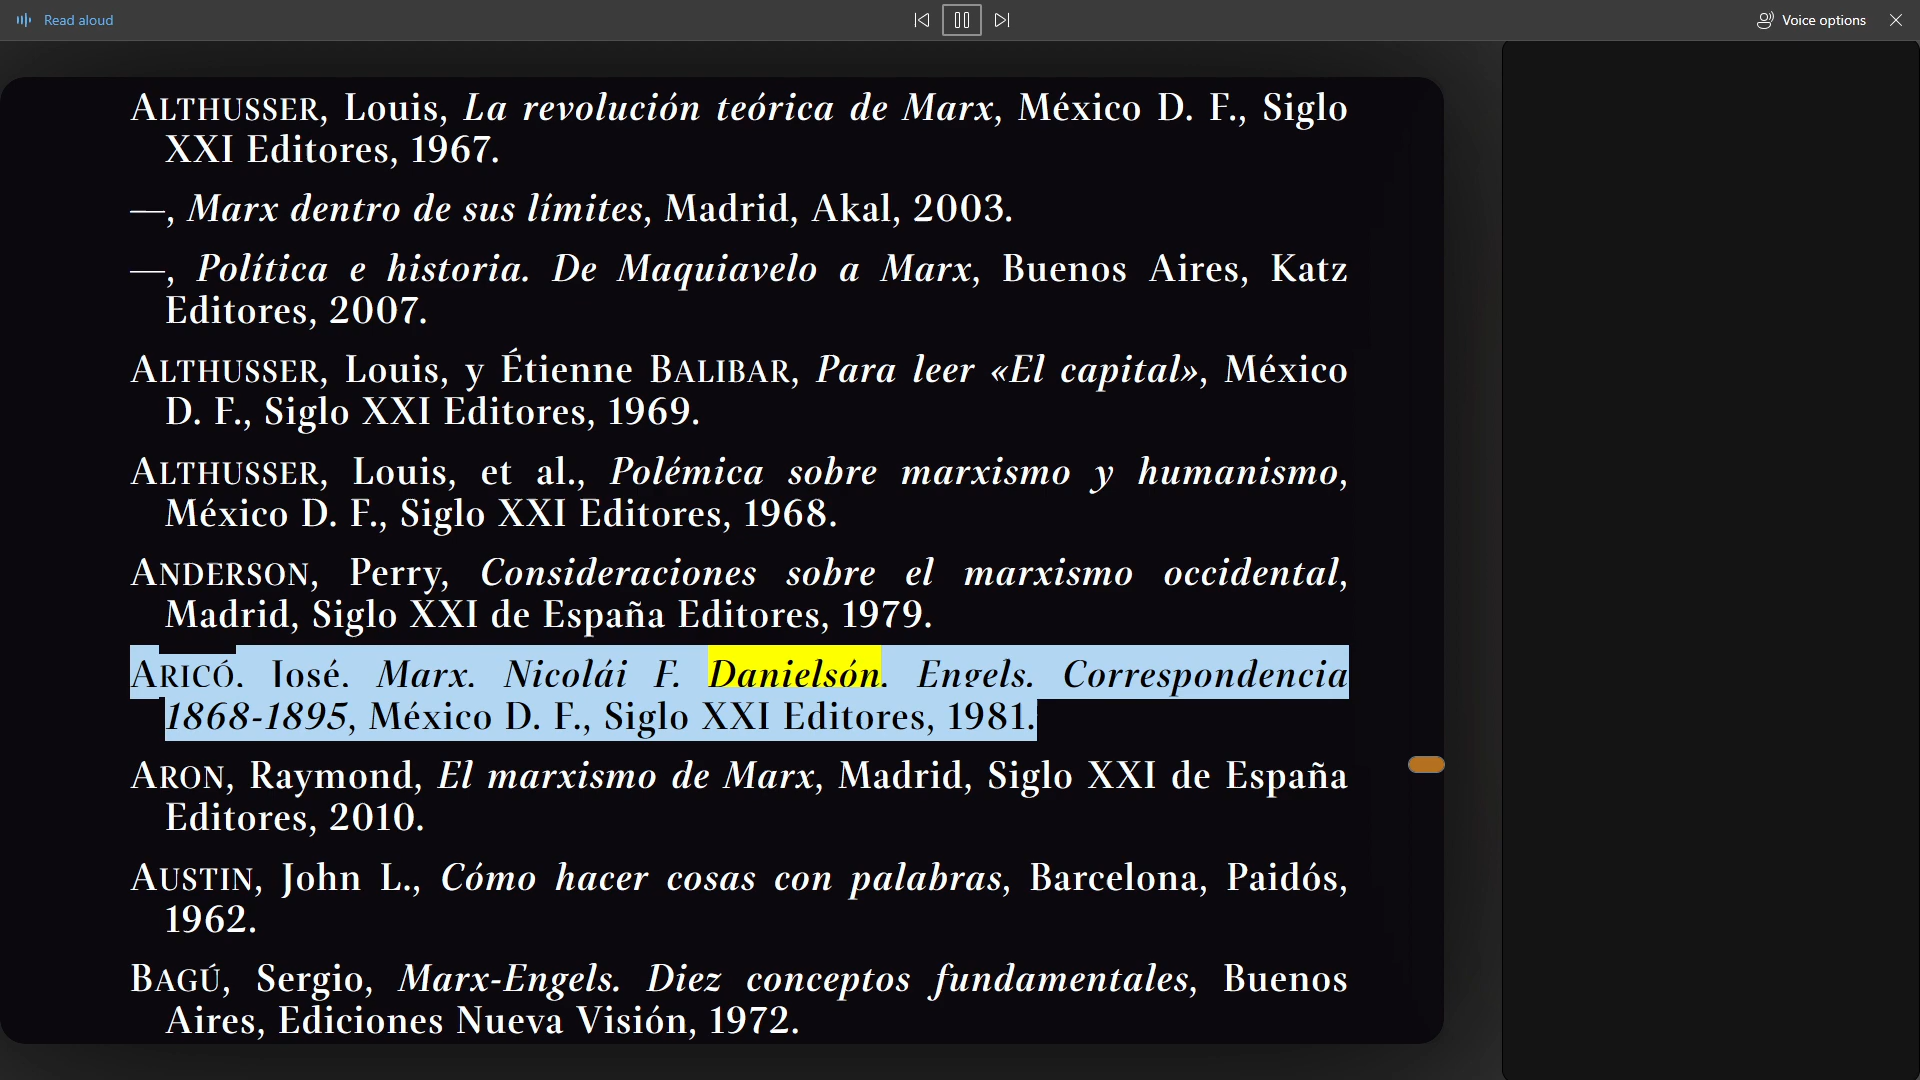 Read aloud
Voice options
ALTHUSSER, Louis, La revolución teórica de Marx, México D. F., Siglo
XXI Editores, 1967.
—, Marx dentro de sus límites, Madrid, Akal, 2003.
—, Política e historia. De Maquiavelo a Marx, Buenos Aires, Katz
Editores, 2007.
ALTHUSSER, Louis, y Étienne BALIBAR, Para leer «El capital», México
D. F., Siglo XXI Editores, 1969.
ALTHUSSER, Louis, et al., Polémica sobre marxismo y humanismo,
México D. F., Siglo XXI Editores, 1968.
ANDERSON, Perry, Consideraciones sobre el marxismo occidental,
Madrid, Siglo XXI de España Editores, 1979.
ARICÓ, José, Marx, Nicolái F. Danielsón, Engels. Correspondencia
1868-1895, México D. F., Siglo XXI Editores, 1981.
ARON, Raymond, El marxismo de Marx, Madrid, Siglo XXI de España
Editores, 2010.
AUSTIN, John L., Cómo hacer cosas con palabras, Barcelona, Paidós,
1962.
BAGÚ, Sergio, Marx-Engels. Diez conceptos fundamentales, Buenos
Aires, Ediciones Nueva Visión, 1972.